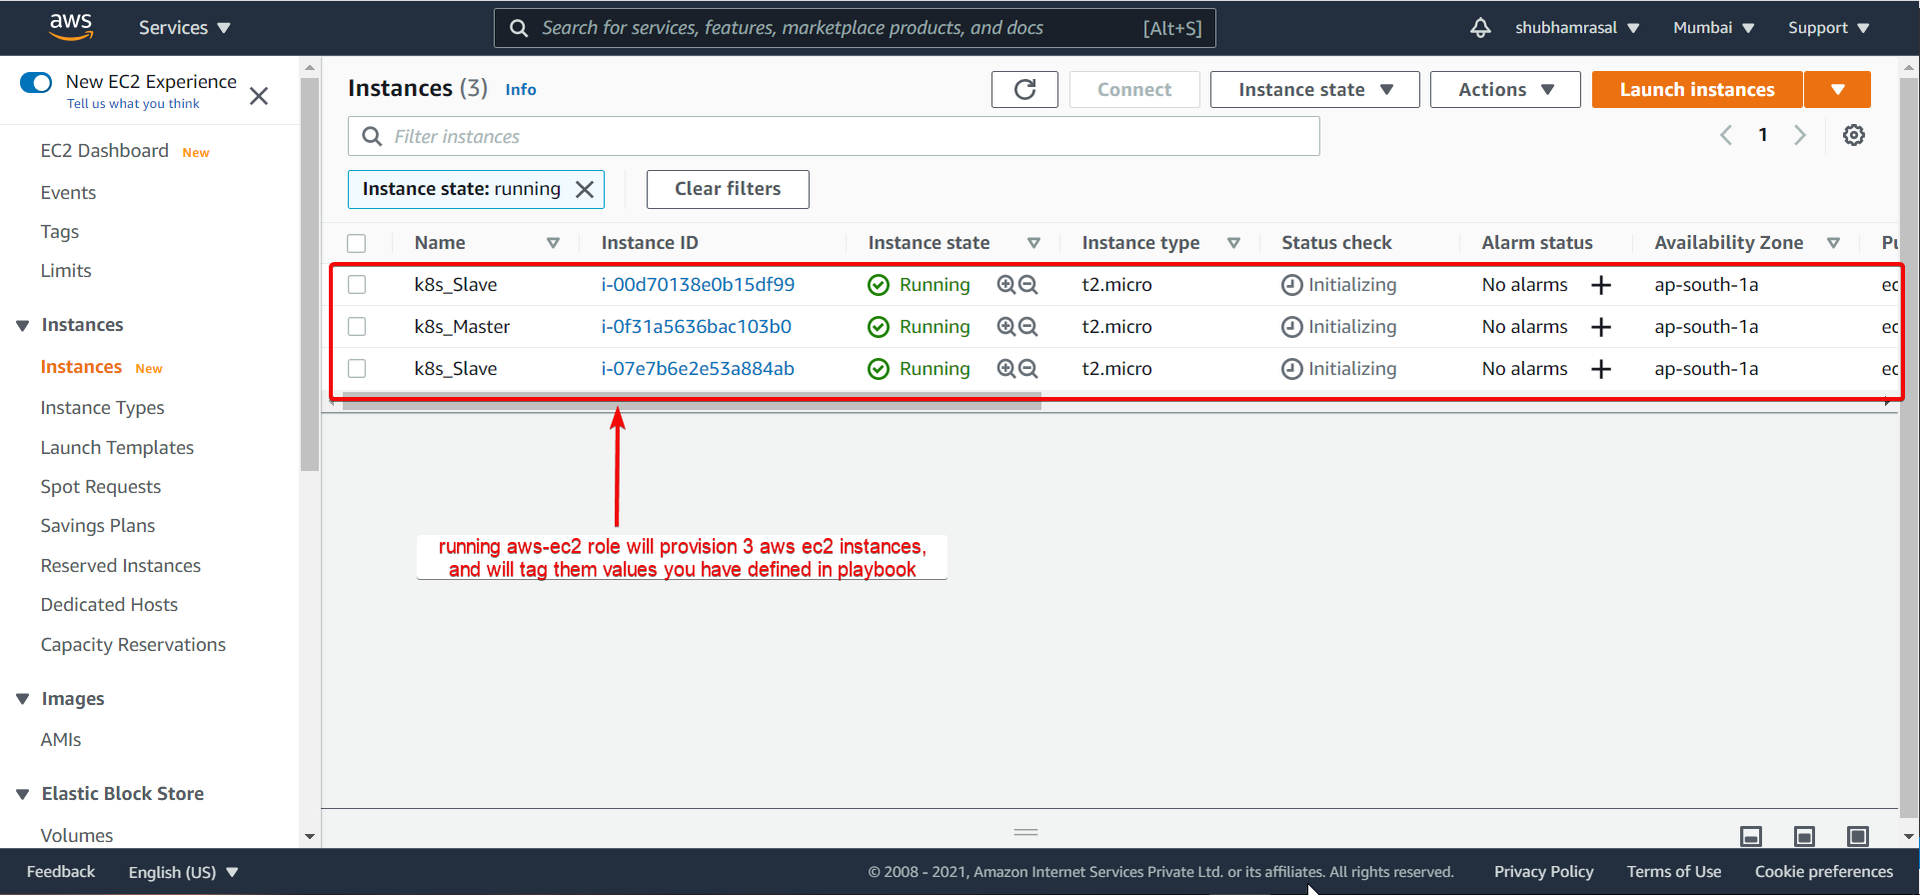 aws Services Search for services, features, marketplace products, and docs [Alt+S] shubhamrasal Mumbai Support
New EC2 Experience
Tell us what you think
EC2 Dashboard New
Events
Tags
Limits
Instances
Instances New
Instance Types
Launch Templates
Spot Requests
Savings Plans
Reserved Instances
Dedicated Hosts
Capacity Reservations
Images
AMIs
Elastic Block Store
Volumes
Instances (3) Info Connect Instance state Actions Launch instances
Filter instances 1
Instance state: running Clear filters
Name Instance ID Instance state Instance type Status check Alarm status Availability Zone
k8s_Slave i-00d70138e0b15df99 Running t2.micro Initializing No alarms + ap-south-1a ec
k8s_Master i-0f31a5636bac103b0 Running t2.micro Initializing No alarms + ap-south-1a ec
k8s_Slave i-07e7b6e2e53a884ab Running t2.micro Initializing No alarms + ap-south-1a ec
running aws-ec2 role will provision 3 aws ec2 instances,
and will tag them values you have defined in playbook
Feedback English (US) © 2008 - 2021, Amazon Internet Services Private Ltd. or its affiliates. All rights reserved. Privacy Policy Terms of Use Cookie preferences